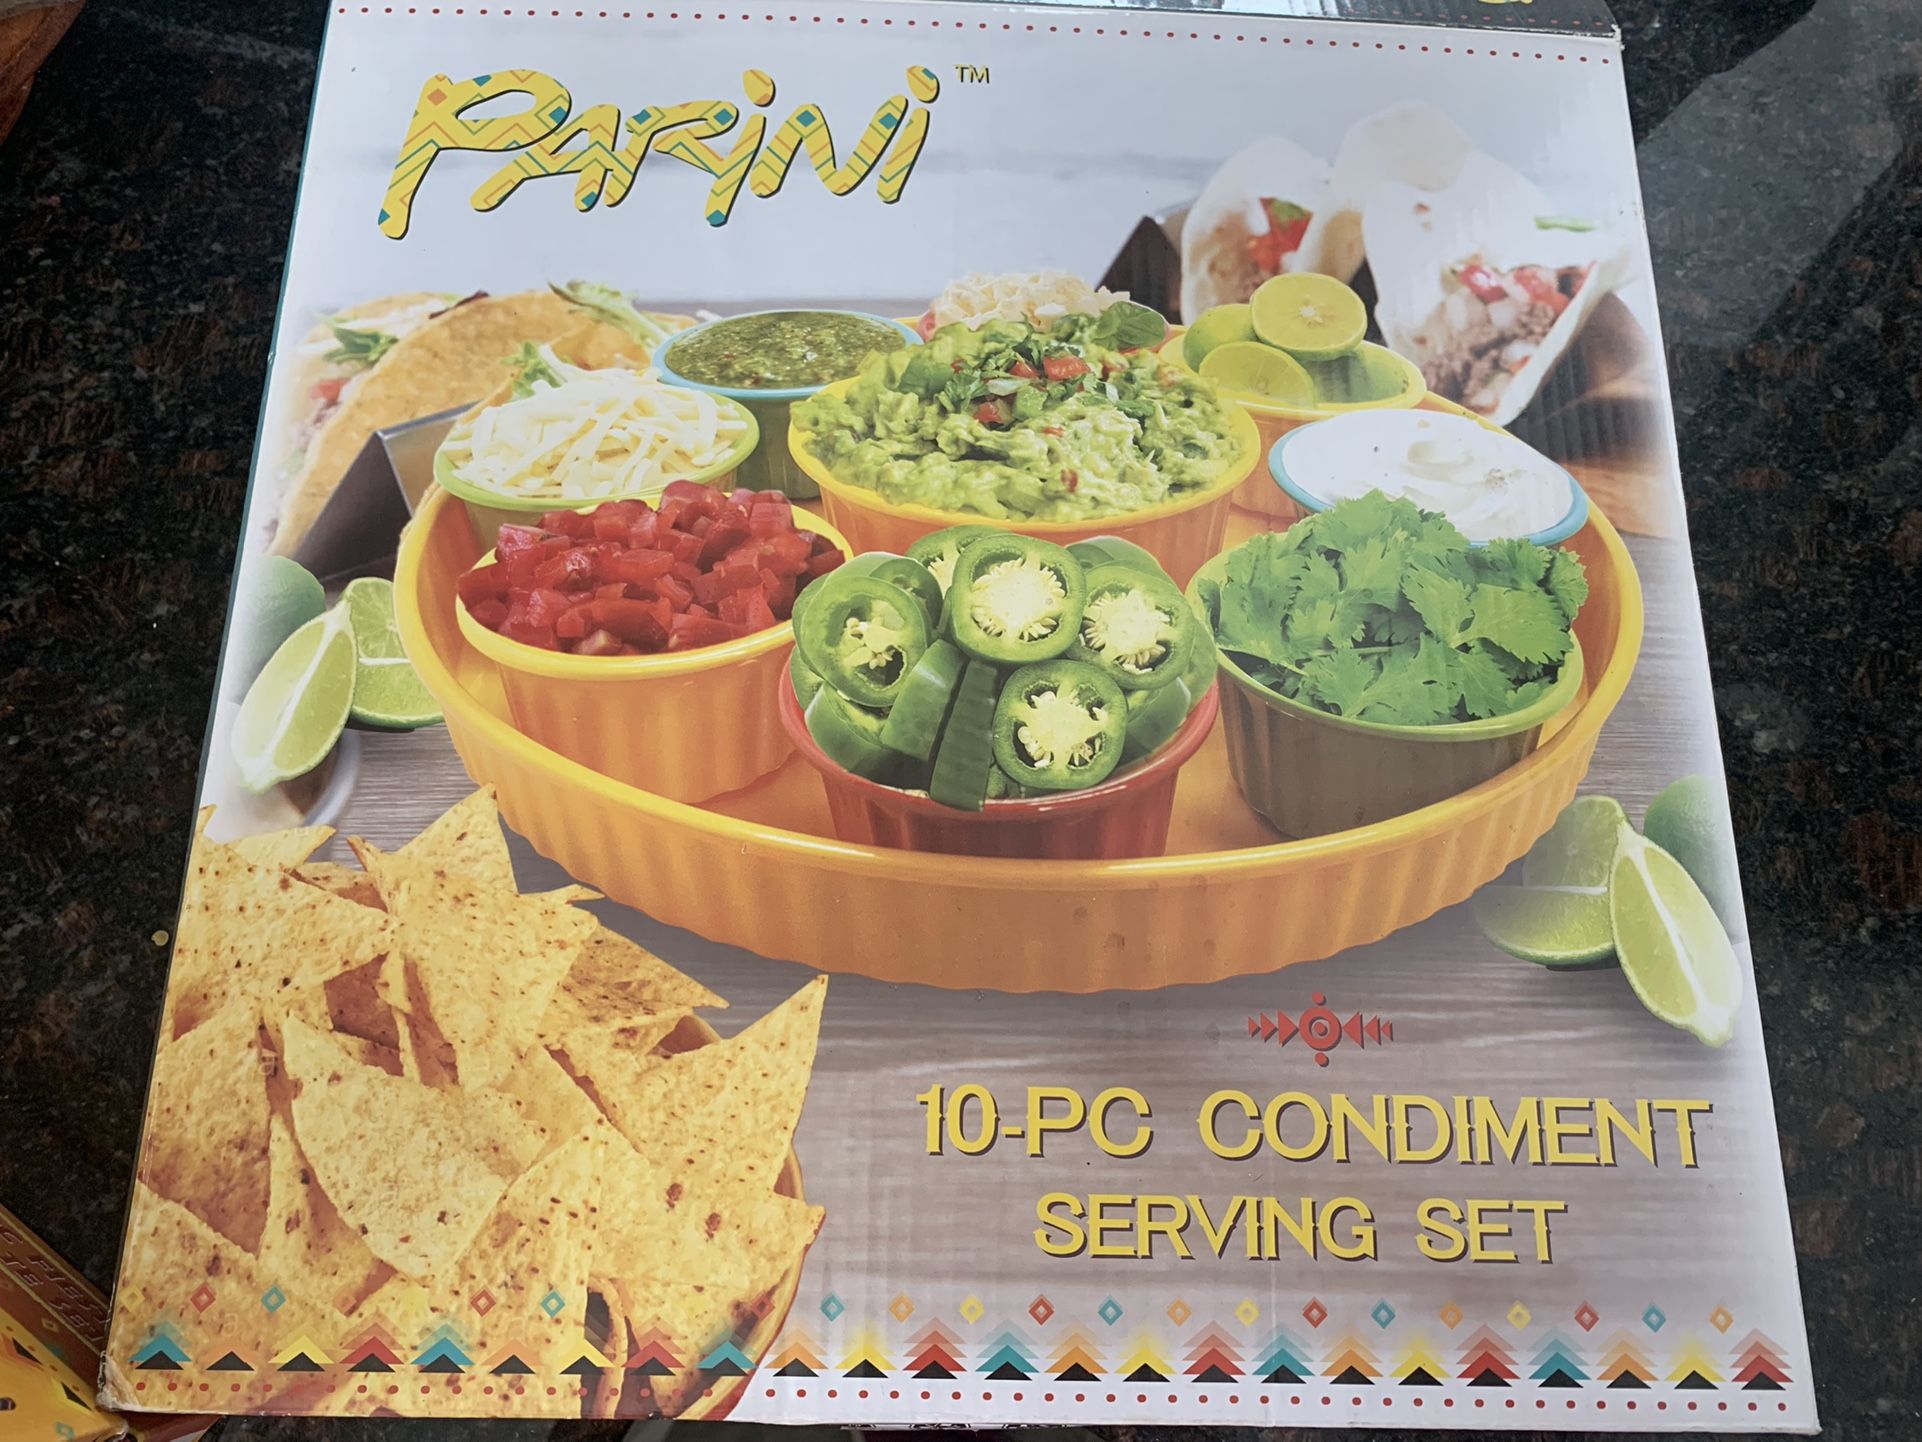 PARiNi™
10-PC CONDIMENT
SERVING SET